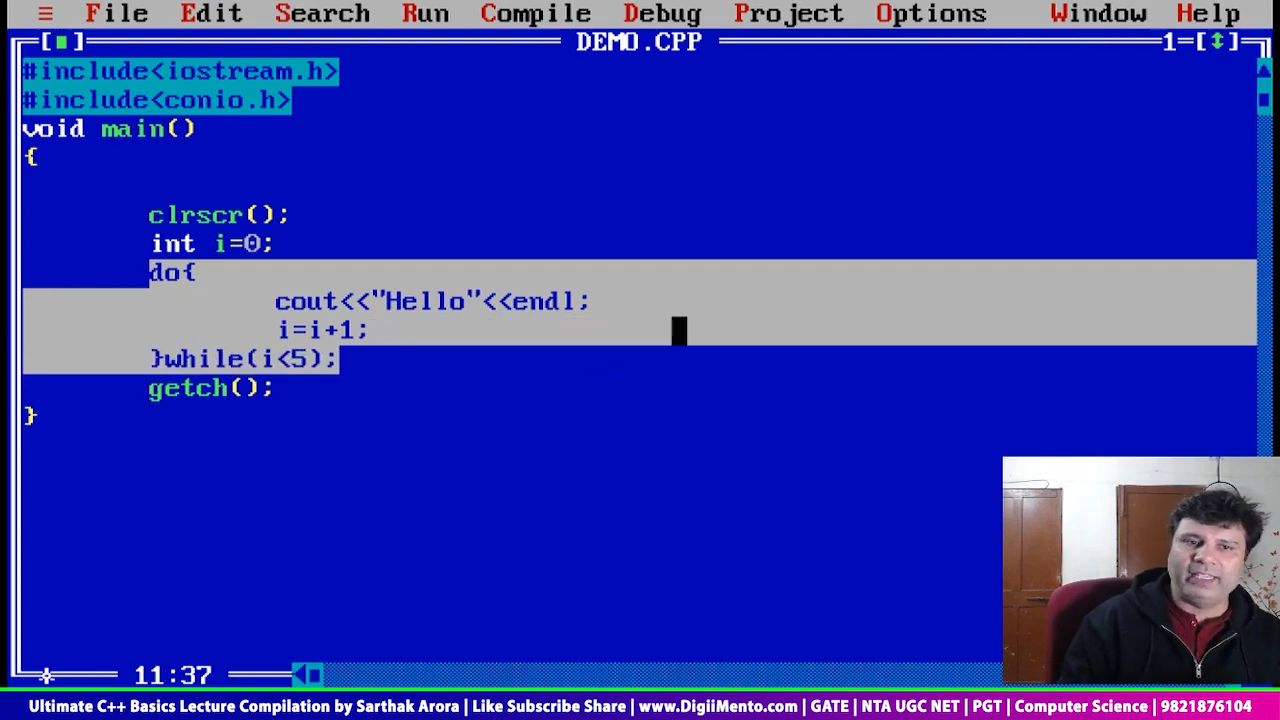 ≡ File Edit Search Run Compile Debug Project Options Window Help
[■] DEMO.CPP 1=[↕]
#include<iostream.h>
#include<conio.h>
void main()
{
clrscr();
int i=0;
do{
cout<<"Hello"<<endl;
i=i+1;
}while(i<5);
getch();
}
11:37
Ultimate C++ Basics Lecture Compilation by Sarthak Arora | Like Subscribe Share | www.DigiiMento.com | GATE | NTA UGC NET | PGT | Computer Science | 9821876104